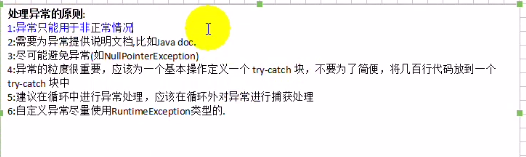 处理异常的原则:
1:异常只能用于非正常情况
2:需要为异常提供说明文档,比如Java doc.
3:尽可能避免异常(如NullPointerException)
4:异常的粒度很重要，应该为一个基本操作定义一个 try-catch 块，不要为了简便，将几百行代码放到一个
try-catch 块中
5:建议在循环中进行异常处理，应该在循环外对异常进行捕获处理
6:自定义异常尽量使用RuntimeException类型的.